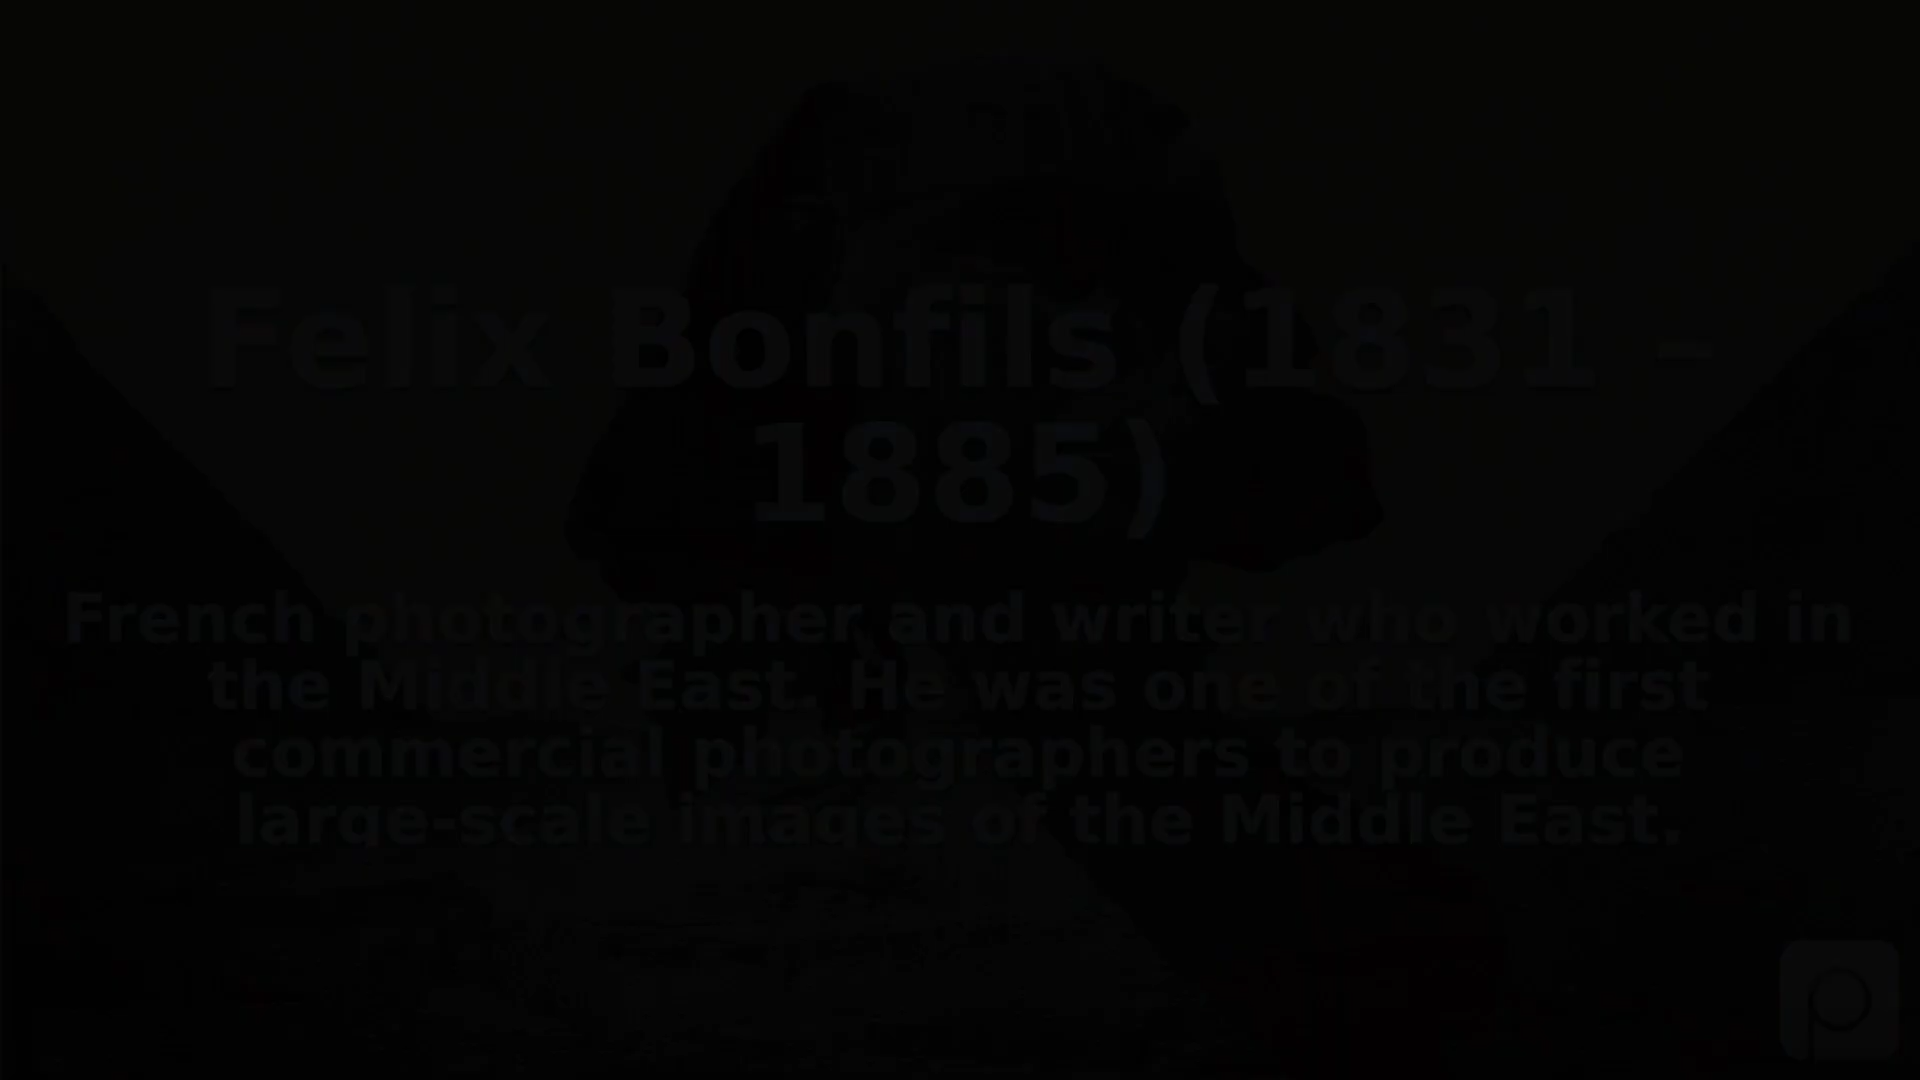 Felix Bonfils (1831 –
1885)
French photographer and writer who worked in
the Middle East. He was one of the first
commercial photographers to produce
large-scale images of the Middle East.